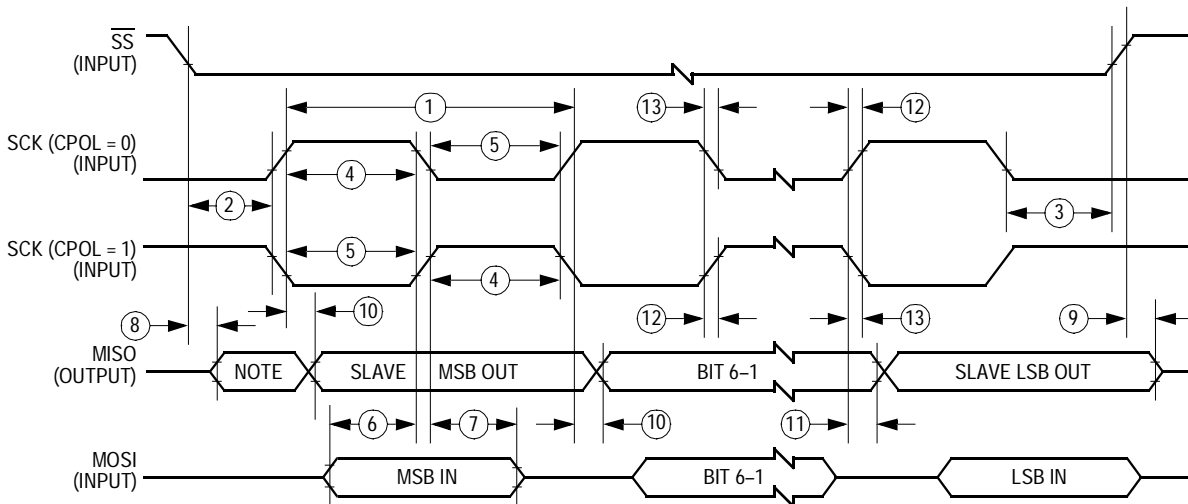 SS
(INPUT)
1
13
12
SCK (CPOL = 0)
(INPUT)
5
4
2
3
SCK (CPOL = 1)
(INPUT)
5
4
8
10
12
13
9
MISO
(OUTPUT)
NOTE
SLAVE MSB OUT
BIT 6–1
SLAVE LSB OUT
6
7
10
11
MOSI
(INPUT)
MSB IN
BIT 6–1
LSB IN